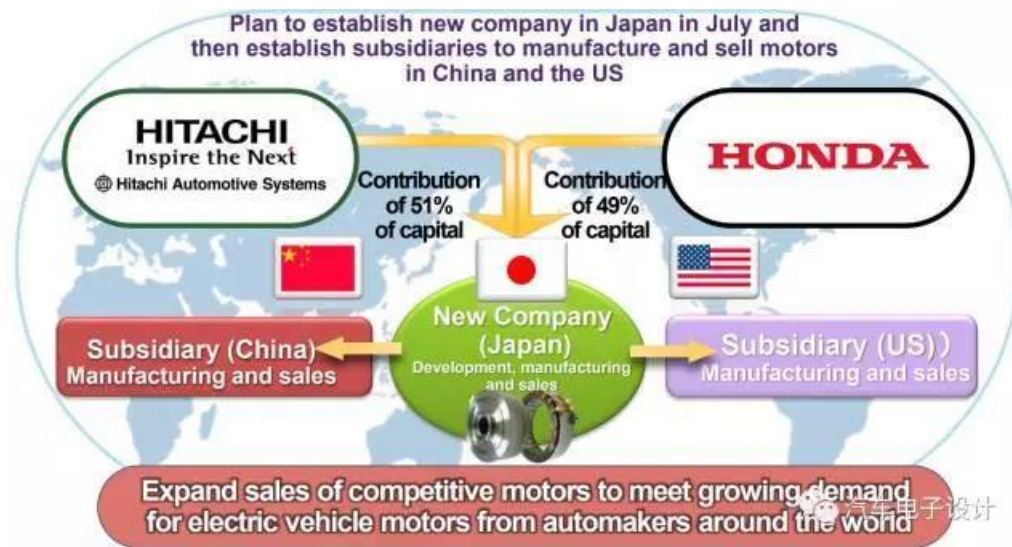 Plan to establish new company in Japan in July and
then establish subsidiaries to manufacture and sell motors
in China and the US
HITACHI
Inspire the Next
Hitachi Automotive Systems
HONDA
Contribution
of 51%
of capital
Contribution
of 49%
of capital
New Company
(Japan)
Development, manufacturing
and sales
Subsidiary (China)
Manufacturing and sales
Subsidiary (US)）
Manufacturing and sales
Expand sales of competitive motors to meet growing demand
for electric vehicle motors from automakers around the world
汽车电子设计